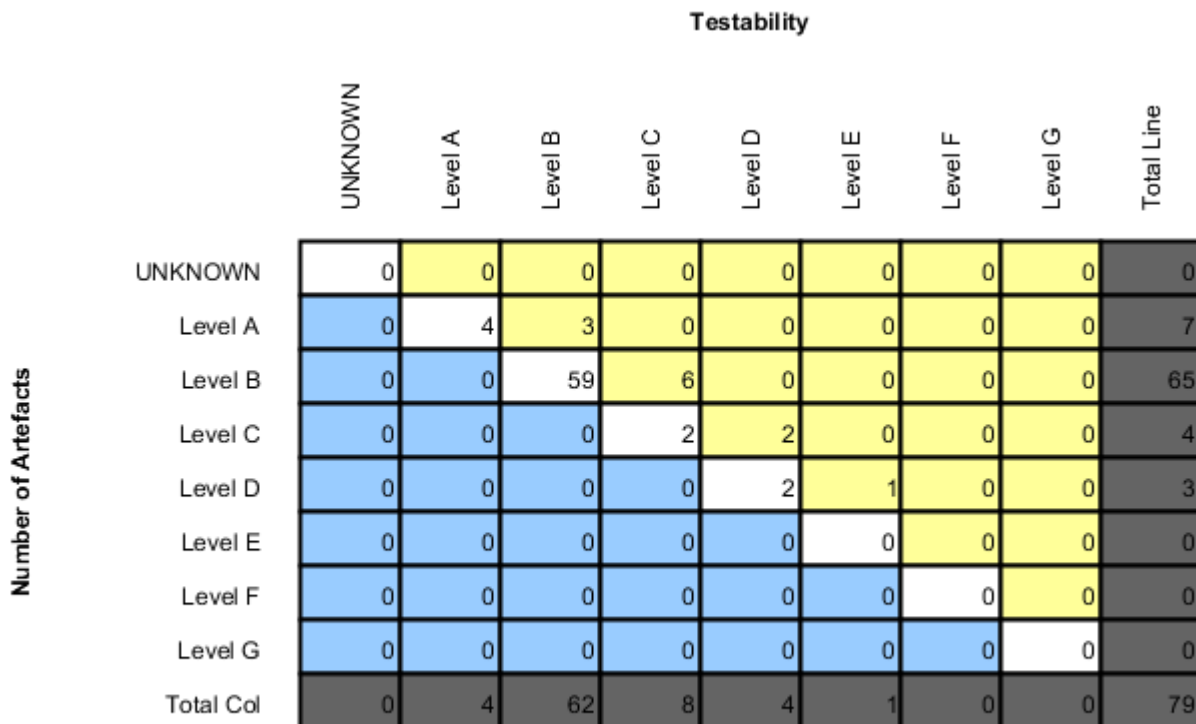 Testability
UNKNOWN Level A Level B Level C Level D Level E Level F Level G Total Line
Number of Artefacts
UNKNOWN 0 0 0 0 0 0 0 0 0
Level A 0 4 3 0 0 0 0 0 7
Level B 0 0 59 6 0 0 0 0 65
Level C 0 0 0 2 2 0 0 0 4
Level D 0 0 0 0 2 1 0 0 3
Level E 0 0 0 0 0 0 0 0 0
Level F 0 0 0 0 0 0 0 0 0
Level G 0 0 0 0 0 0 0 0 0
Total Col 0 4 62 8 4 1 0 0 79